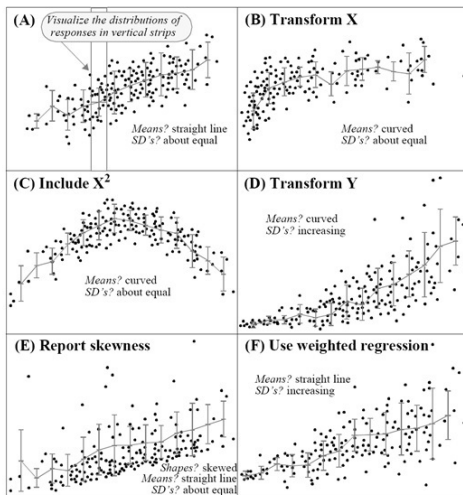 (A)
Visualize the distributions of
responses in vertical strips
Means? straight line
SD's? about equal
(B) Transform X
Means? curved
SD's? about equal
(C) Include X²
Means? curved
SD's? about equal
(D) Transform Y
Means? curved
SD's? increasing
(E) Report skewness
Shapes? skewed
Means? straight line
SD's? about equal
(F) Use weighted regression
Means? straight line
SD's? increasing